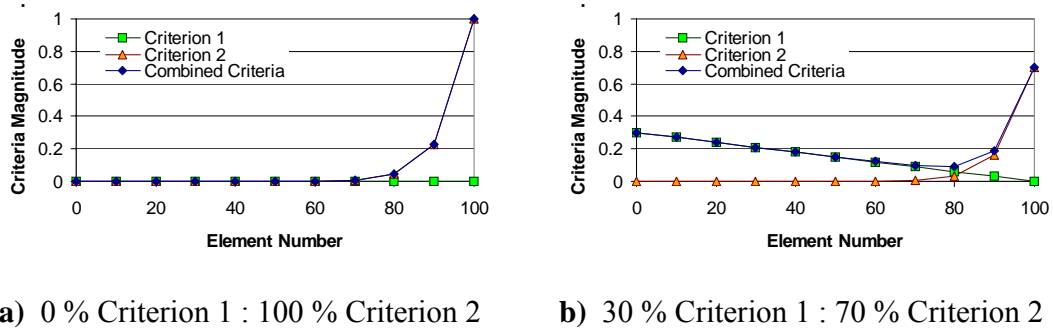 1
0.8
0.6
0.4
0.2
0
Criteria Magnitude
Criterion 1
Criterion 2
Combined Criteria
0 20 40 60 80 100
Element Number
a) 0 % Criterion 1 : 100 % Criterion 2
1
0.8
0.6
0.4
0.2
0
Criteria Magnitude
Criterion 1
Criterion 2
Combined Criteria
0 20 40 60 80 100
Element Number
b) 30 % Criterion 1 : 70 % Criterion 2